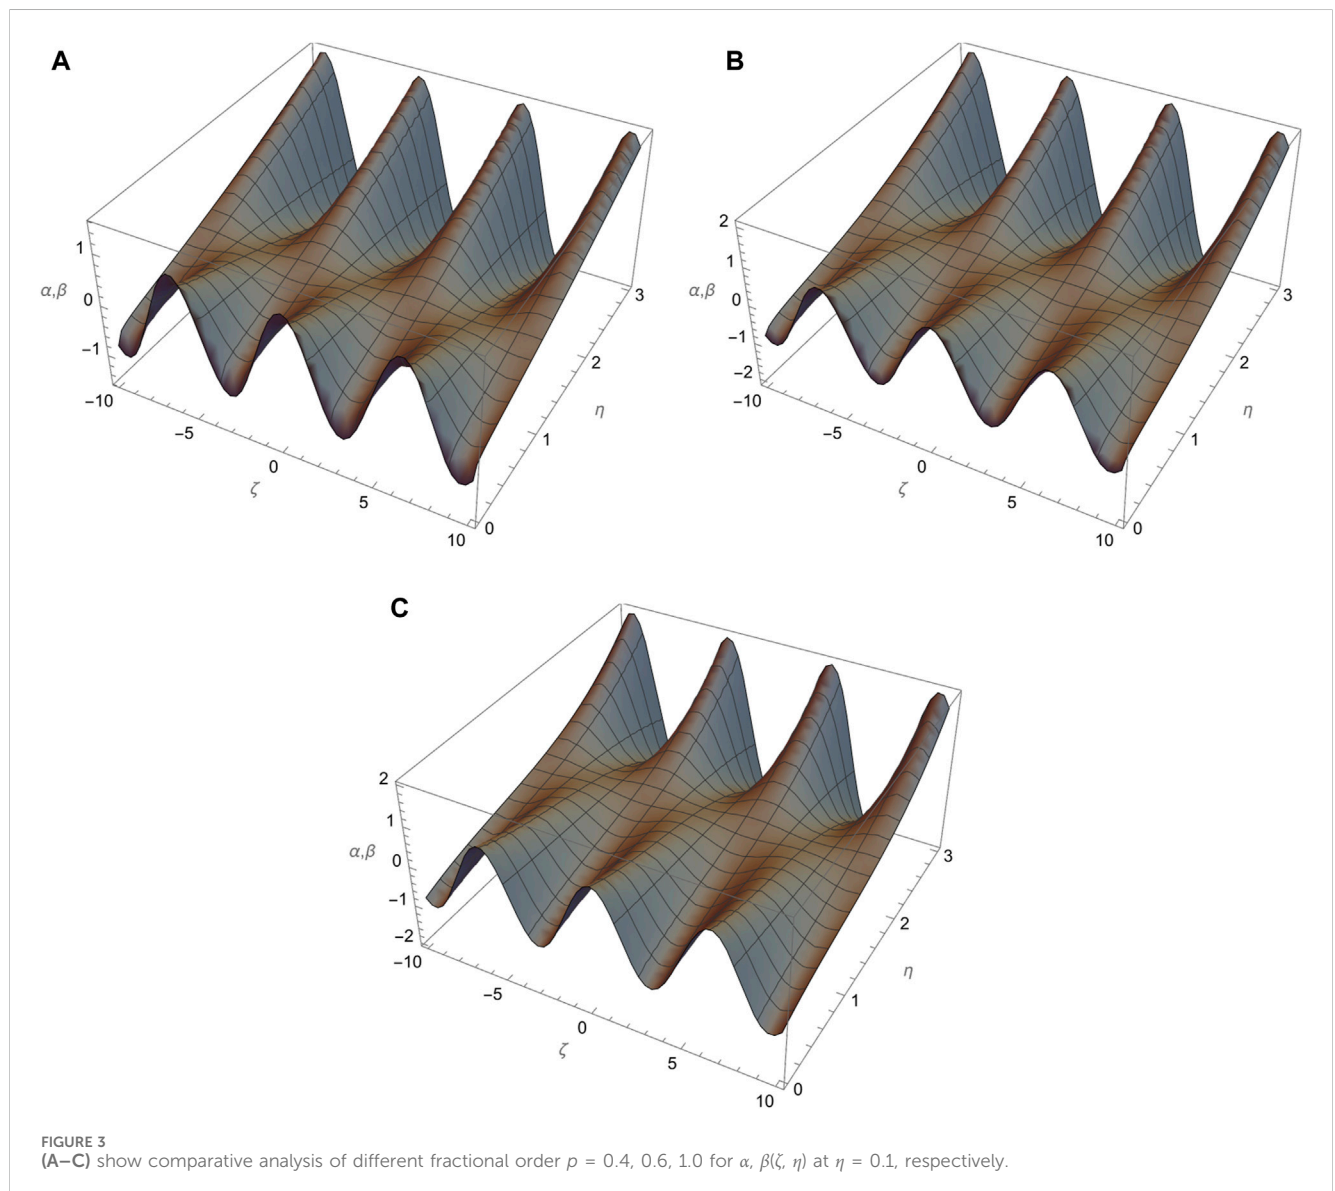 A
B
1
α,β
0
−1
−10
−5
0
ζ
5
10
0
1
η
2
3
2
1
α,β
0
−1
−2
−10
−5
0
ζ
5
10
0
1
η
2
3
C
2
1
α,β
0
−1
−2
−10
−5
0
ζ
5
10
0
1
η
2
3
FIGURE 3
(A–C) show comparative analysis of different fractional order p = 0.4, 0.6, 1.0 for α, β(ζ, η) at η = 0.1, respectively.